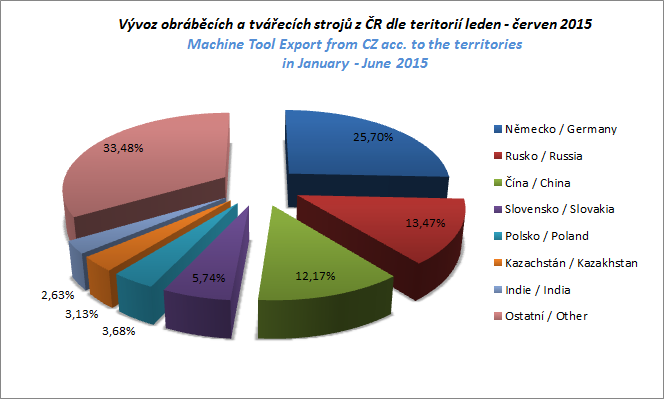 Vývoz obráběcích a tvářecích strojů z ČR dle teritorií leden - červen 2015
Machine Tool Export from CZ acc. to the territories
in January - June 2015
33,48%
25,70%
13,47%
12,17%
5,74%
3,68%
3,13%
2,63%
Německo / Germany
Rusko / Russia
Čína / China
Slovensko / Slovakia
Polsko / Poland
Kazachstán / Kazakhstan
Indie / India
Ostatní / Other